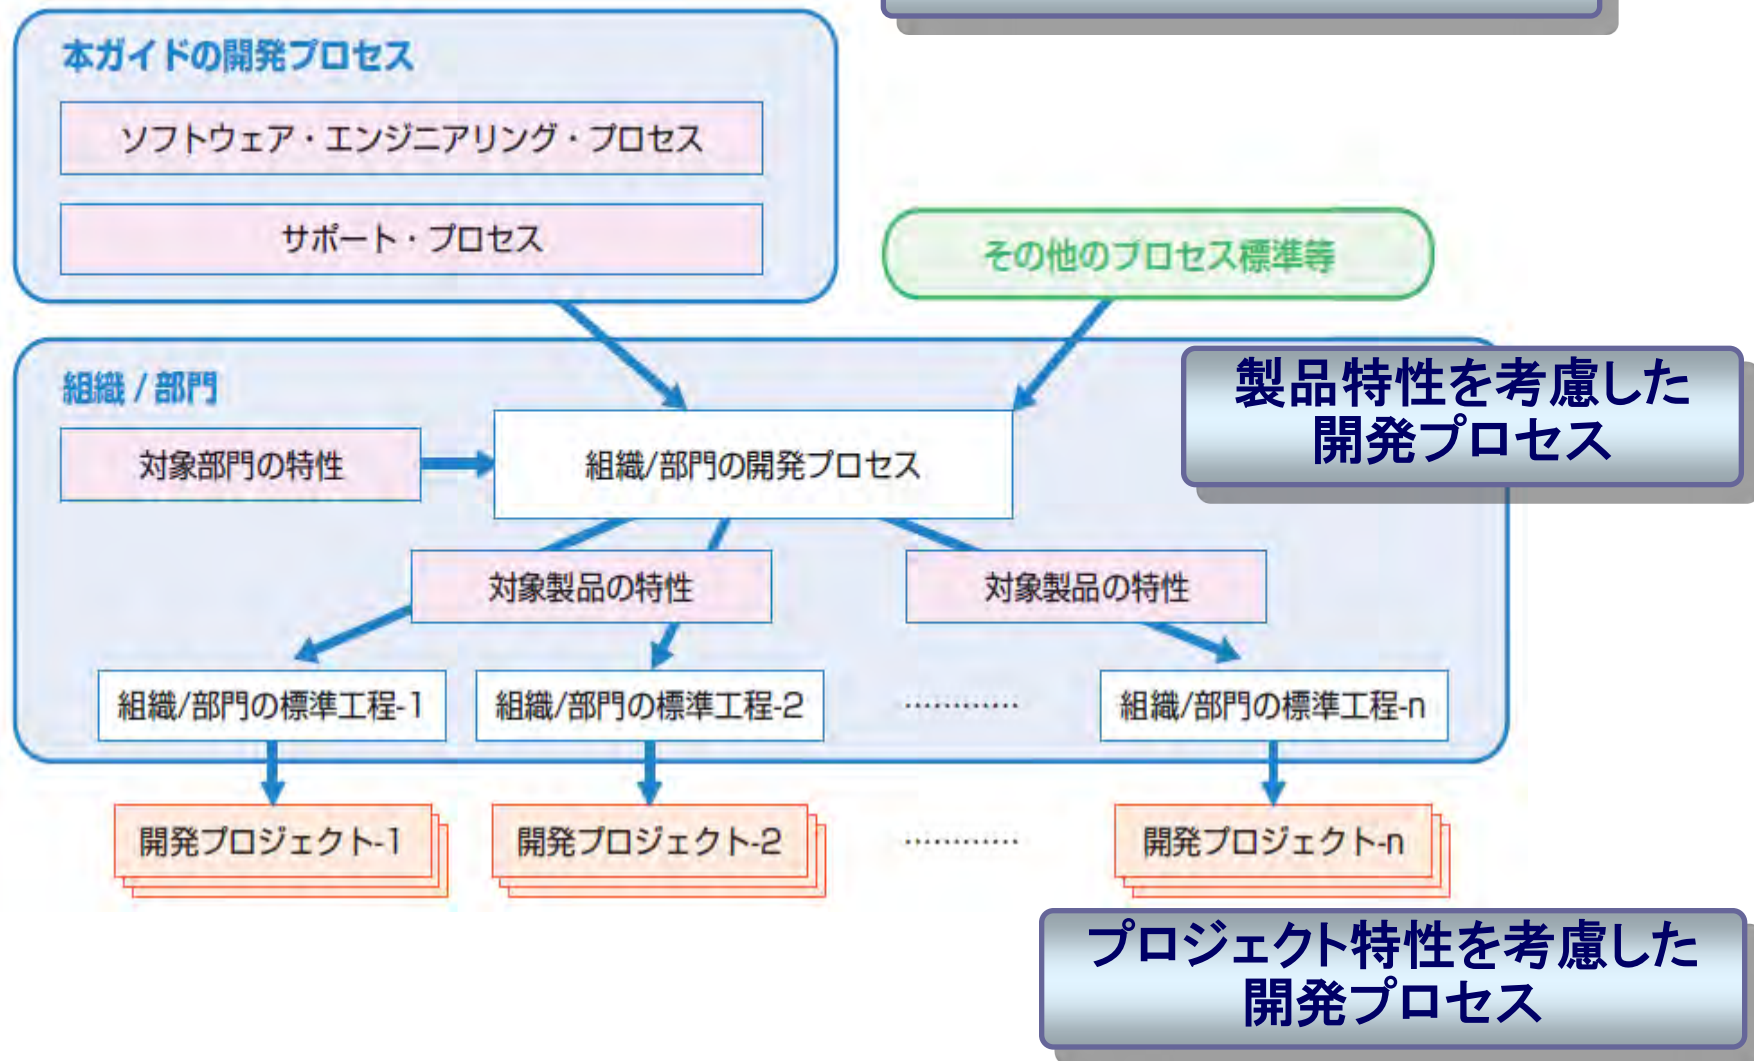 本ガイドの開発プロセス
ソフトウェア・エンジニアリング・プロセス
サポート・プロセス
その他のプロセス標準等
組織 / 部門
製品特性を考慮した
開発プロセス
対象部門の特性
組織/部門の開発プロセス
対象製品の特性
対象製品の特性
組織/部門の標準工程-1
組織/部門の標準工程-2
…………
組織/部門の標準工程-n
開発プロジェクト-1
開発プロジェクト-2
…………
開発プロジェクト-n
プロジェクト特性を考慮した
開発プロセス